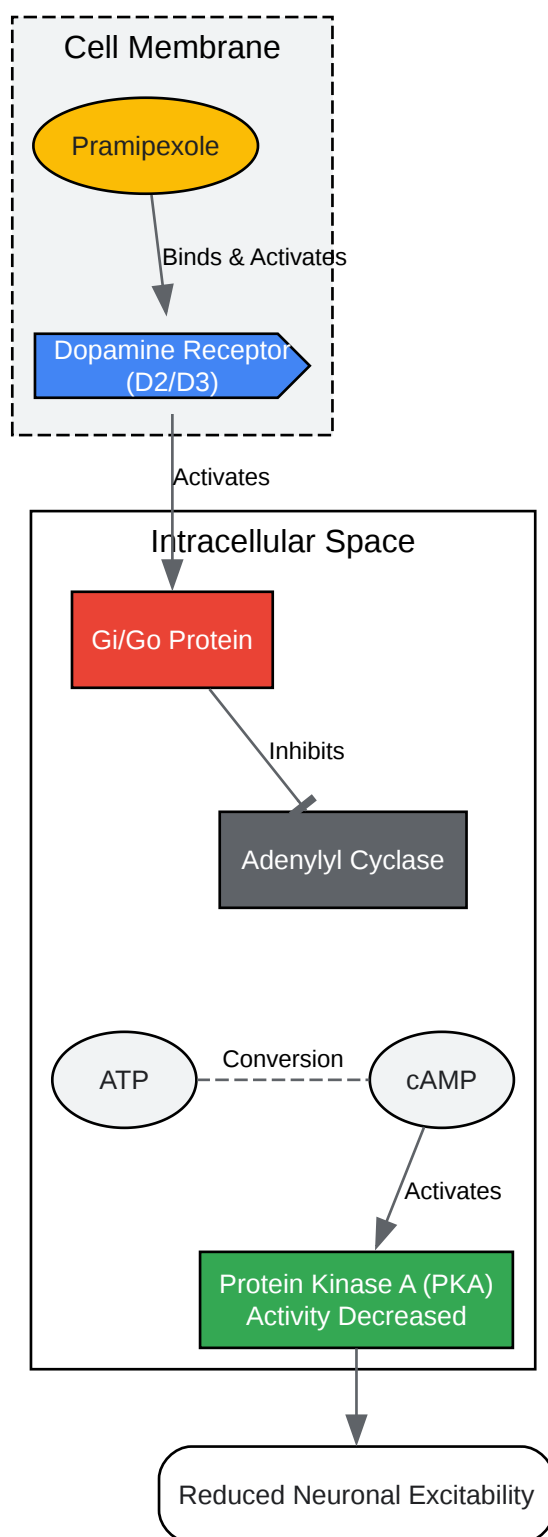 Cell Membrane
Pramipexole
Binds & Activates
Dopamine Receptor
(D2/D3)
Activates
Intracellular Space
Gi/Go Protein
Inhibits
Adenylyl Cyclase
ATP
Conversion
cAMP
Activates
Protein Kinase A (PKA)
Activity Decreased
Reduced Neuronal Excitability